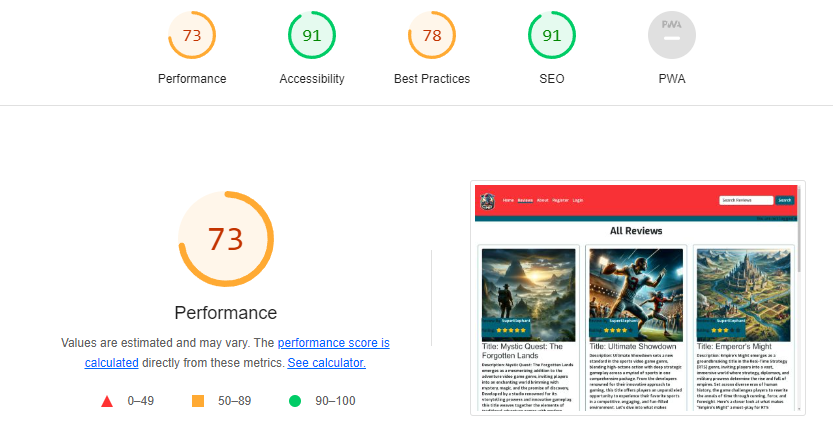 73 91 78 91 PWA
Performance Accessibility Best Practices SEO PWA
73
Performance
Values are estimated and may vary. The performance score is
calculated directly from these metrics. See calculator.
0–49 50–89 90–100
Home Reviews About Register Login Search Reviews Search
All Reviews
SuperElephant
Title: Mystic Quest: The
Forgotten Lands
Description: Mystic Quest: The Forgotten Lands
emerges as a mesmerizing addition to the
adventure video game genre, inviting players
into an enchanting world brimming with
mystery, magic, and the promise of discovery.
Developed by a studio renowned for its
storytelling prowess and innovative gameplay,
this title weaves together the elements of
SuperElephant
Title: Ultimate Showdown
Description: Ultimate Showdown sets a new
standard in the sports video game genre,
blending high-octane action with deep strategic
gameplay across a myriad of sports in one
comprehensive package. From the developers
renowned for their innovative approach to
gaming, this title offers players an unparalleled
opportunity to experience their favorite sports
in a competitive, engaging, and fun-filled
environment. Let's dive into what makes
SuperElephant
Title: Emperor's Might
Description: Emperor's Might emerges as a
groundbreaking title in the Real-Time Strategy
(RTS) genre, inviting players into a vast,
immersive world where strategy, diplomacy, and
military prowess determine the rise and fall of
empires. Set across diverse eras of human
history, the game challenges players to rewrite
the annals of time through cunning, force, and
foresight. Here's a closer look at what makes
"Emperor's Might" a must-play for RTS